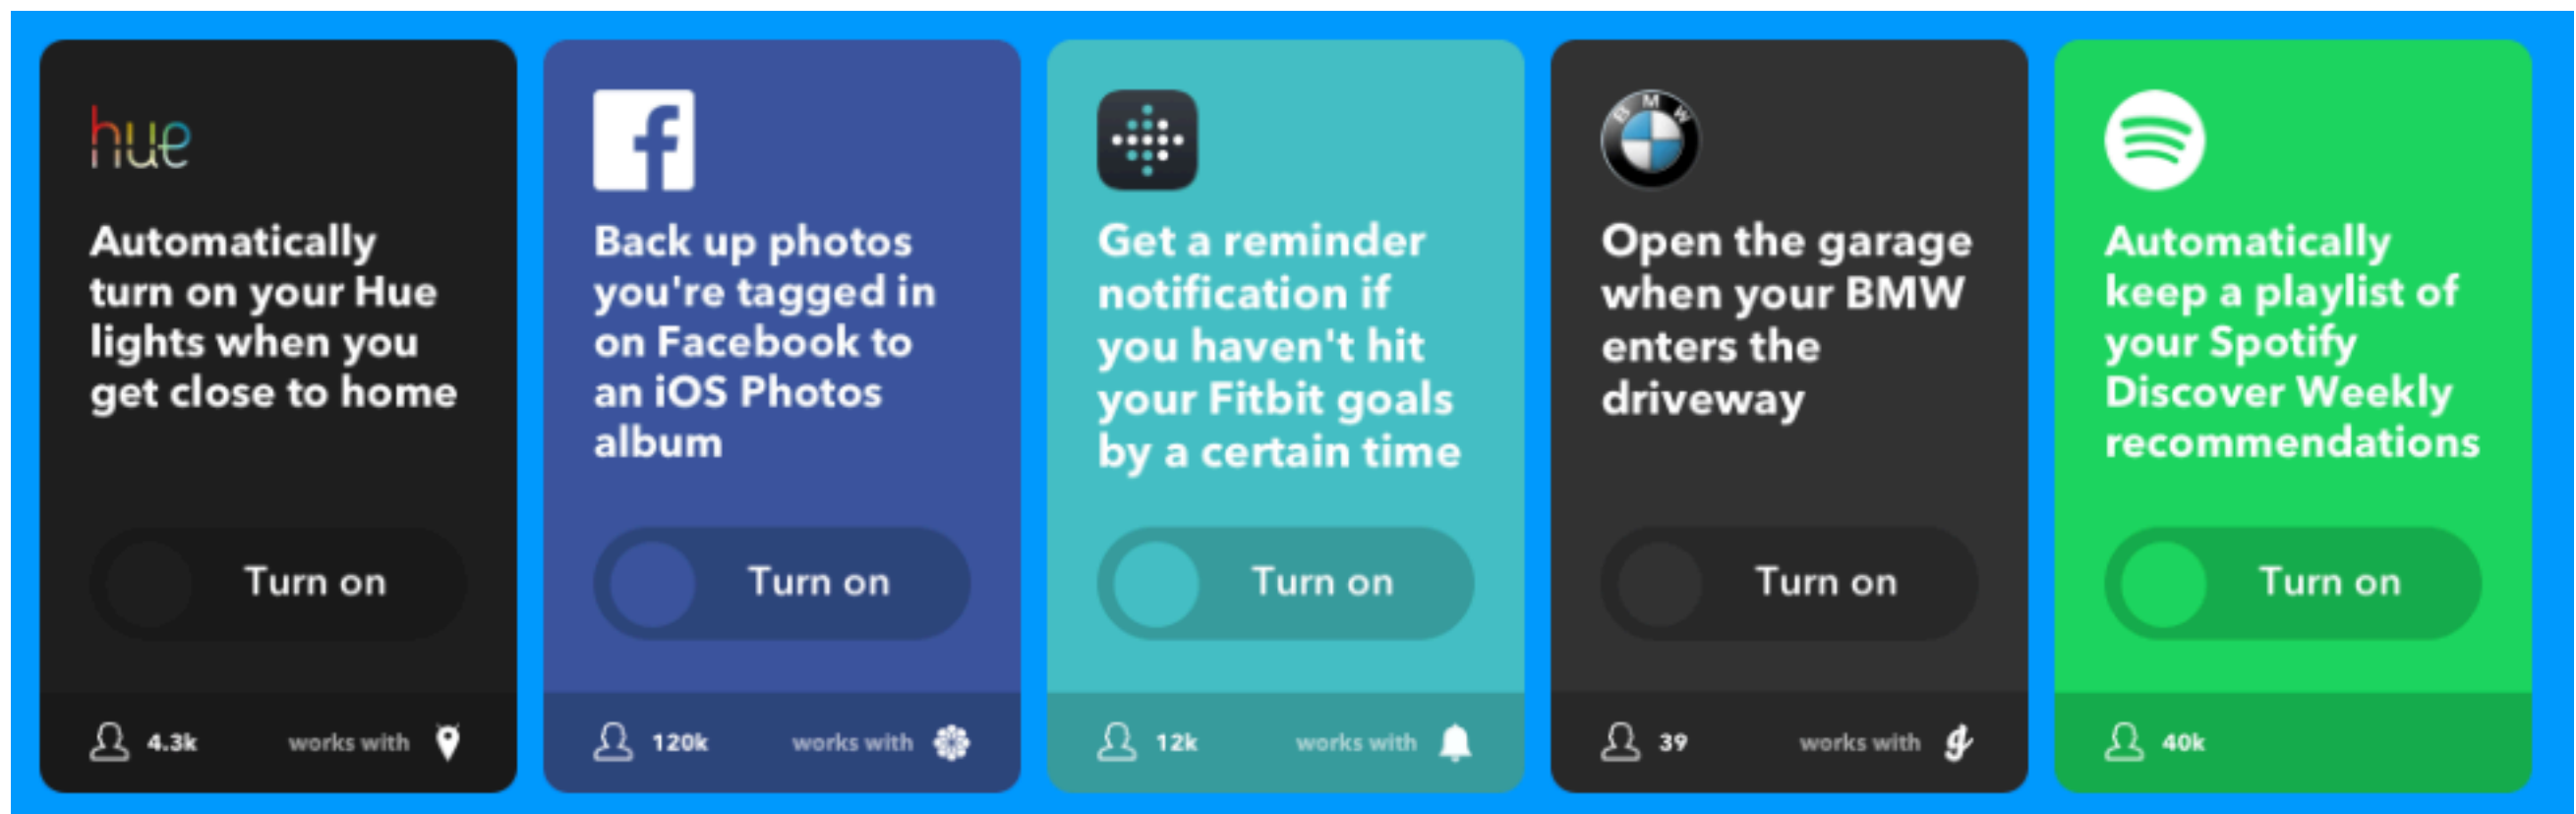 hue
Automatically
turn on your Hue
lights when you
get close to home
Turn on
4.3k works with
f
Back up photos
you're tagged in
on Facebook to
an iOS Photos
album
Turn on
120k works with
Get a reminder
notification if
you haven't hit
your Fitbit goals
by a certain time
Turn on
12k works with
BMW
Open the garage
when your BMW
enters the
driveway
Turn on
39 works with g
Automatically
keep a playlist of
your Spotify
Discover Weekly
recommendations
Turn on
40k